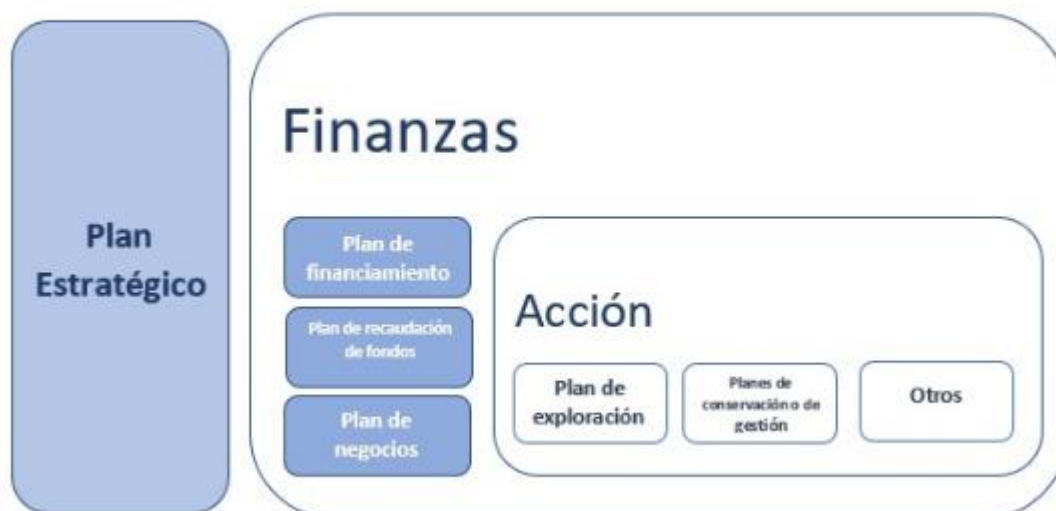 Plan
Estratégico
Finanzas
Plan de
financiamiento
Plan de recaudación
de fondos
Plan de
negocios
Acción
Plan de
exploración
Planes de
conservación o de
gestión
Otros